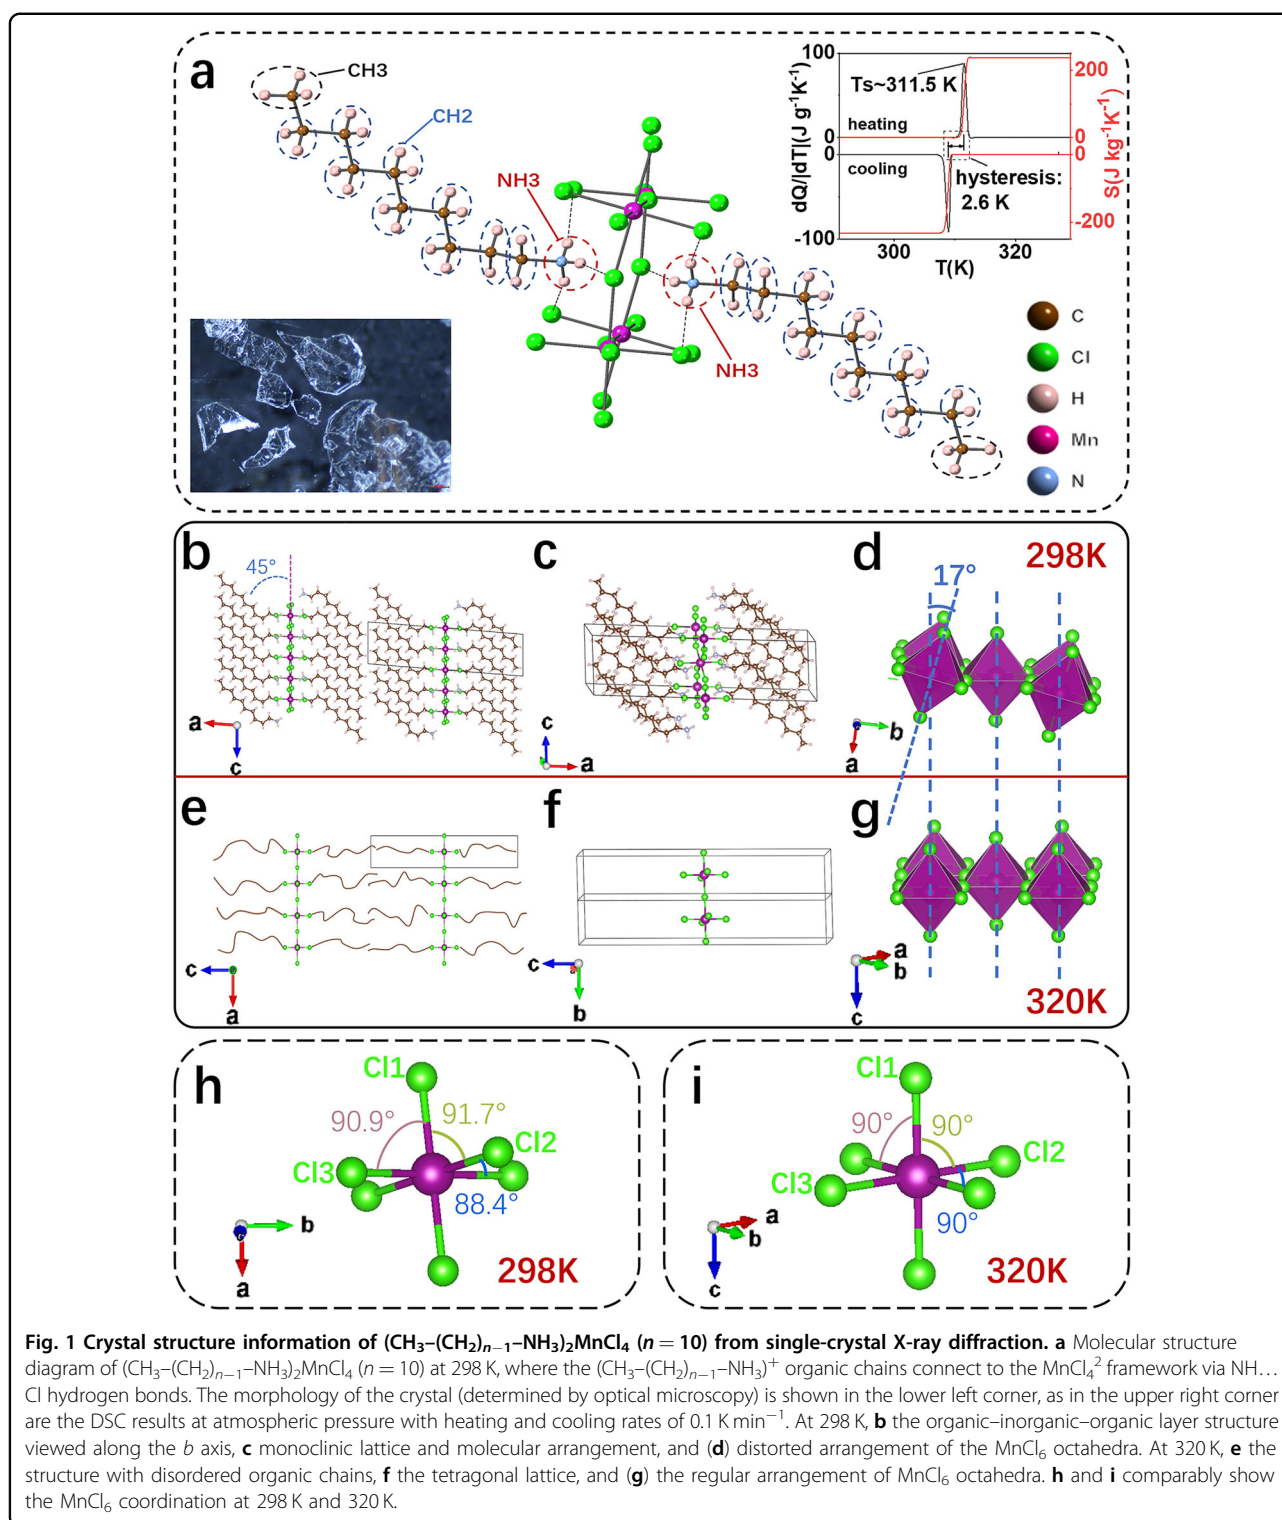 a
CH3
CH2
NH3
NH3
100
0
0
-100
dQ/|dT|(J g⁻¹K⁻¹)
Ts~311.5 K
heating
cooling
hysteresis:
2.6 K
200
0
0
-200
S(J kg⁻¹K⁻¹)
300
320
T(K)
C
Cl
H
Mn
N
b
45°
a
c
c
c
a
d
298K
17°
b
a
e
c
a
f
c
b
g
a
b
c
320K
h
Cl1
90.9°
91.7°
Cl2
Cl3
88.4°
b
a
298K
i
Cl1
90°
90°
Cl2
Cl3
90°
a
b
c
320K
Fig. 1 Crystal structure information of (CH₃–(CH₂)ₙ₋₁–NH₃)₂MnCl₄ (n = 10) from single-crystal X-ray diffraction. a Molecular structure
diagram of (CH₃–(CH₂)ₙ₋₁–NH₃)₂MnCl₄ (n = 10) at 298 K, where the (CH₃–(CH₂)ₙ₋₁–NH₃)⁺ organic chains connect to the MnCl₄² framework via NH…
Cl hydrogen bonds. The morphology of the crystal (determined by optical microscopy) is shown in the lower left corner, as in the upper right corner
are the DSC results at atmospheric pressure with heating and cooling rates of 0.1 K min⁻¹. At 298 K, b the organic–inorganic–organic layer structure
viewed along the b axis, c monoclinic lattice and molecular arrangement, and (d) distorted arrangement of the MnCl₆ octahedra. At 320 K, e the
structure with disordered organic chains, f the tetragonal lattice, and (g) the regular arrangement of MnCl₆ octahedra. h and i comparably show
the MnCl₆ coordination at 298 K and 320 K.